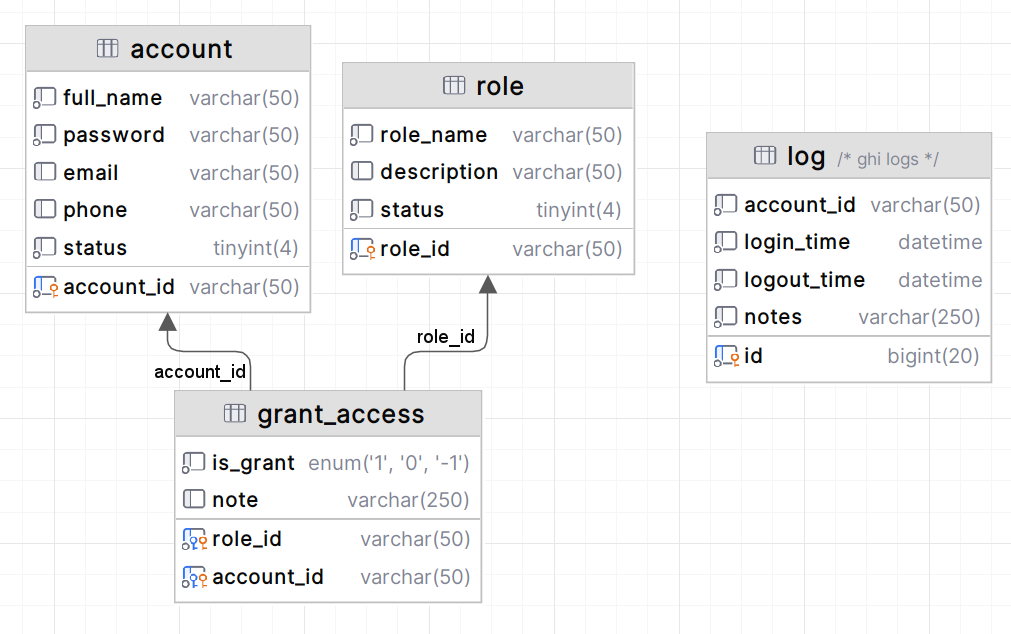 account
full_name varchar(50)
password varchar(50)
email varchar(50)
phone varchar(50)
status tinyint(4)
account_id varchar(50)
role
role_name varchar(50)
description varchar(50)
status tinyint(4)
role_id varchar(50)
log /* ghi logs */
account_id varchar(50)
login_time datetime
logout_time datetime
notes varchar(250)
id bigint(20)
role_id
account_id
grant_access
is_grant enum('1', '0', '-1')
note varchar(250)
role_id varchar(50)
account_id varchar(50)